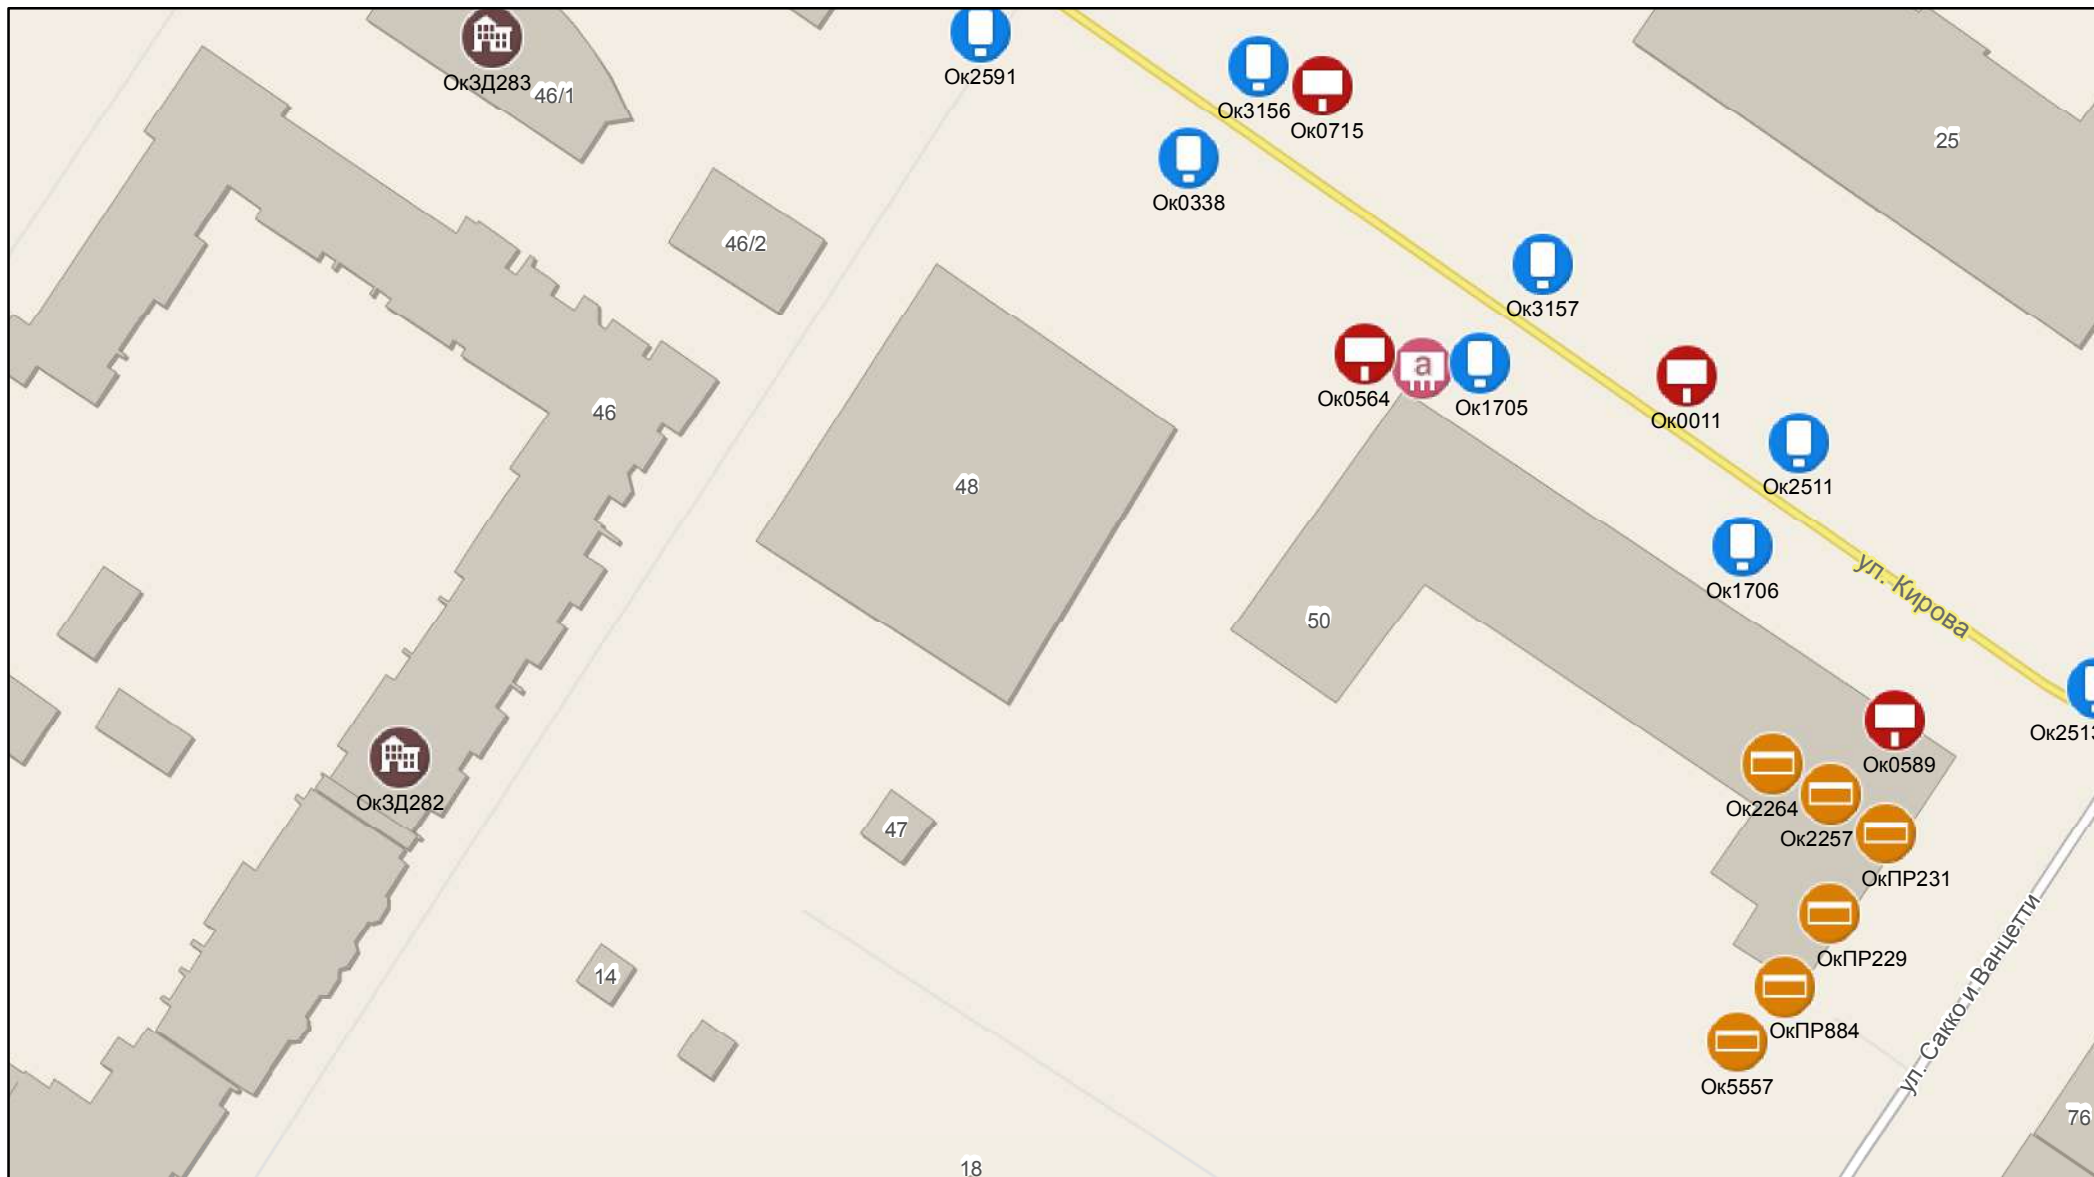 ОкЗД283
46/1
Ок2591
Ок3156
Ок0715
25
Ок0338
46/2
Ок3157
Ок0564
а
Ок1705
Ок0011
46
48
Ок2511
Ок1706
ул. Кирова
50
Ок2513
Ок0589
ОкЗД282
Ок2264
47
Ок2257
ОкПР231
ОкПР229
14
ОкПР884
ул. Сакко и Ванцетти
Ок5557
76
18